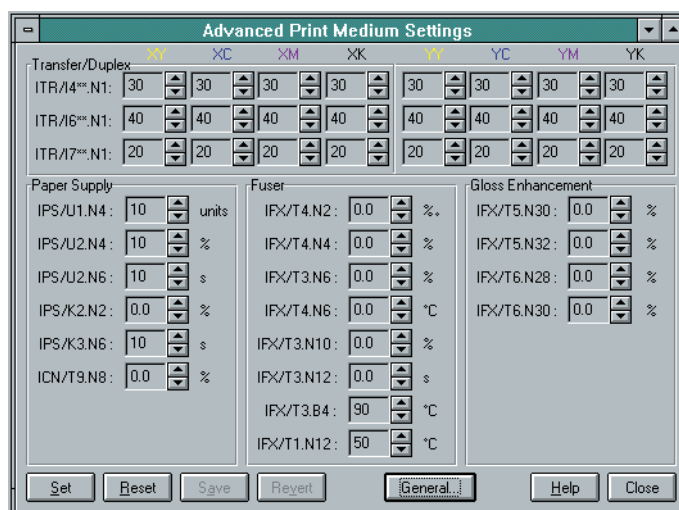 Advanced Print Medium Settings
XY XC XM XK YY YC YM YK
Transfer/Duplex
ITR/I4**.N1: 30 30 30 30 30 30 30 30
ITR/I6**.N1: 40 40 40 40 40 40 40 40
ITR/I7**.N1: 20 20 20 20 20 20 20 20
Paper Supply
IPS/U1.N4: 10 units
IPS/U2.N4: 10 %
IPS/U2.N6: 10 s
IPS/K2.N2: 0.0 %
IPS/K3.N6: 10 s
ICN/T9.N8: 0.0 %
Fuser
IFX/T4.N2: 0.0 %.
IFX/T4.N4: 0.0 %
IFX/T3.N6: 0.0 %
IFX/T4.N6: 0.0 °C
IFX/T3.N10: 0.0 %
IFX/T3.N12: 0.0 s
IFX/T3.B4: 90 °C
IFX/T1.N12: 50 °C
Gloss Enhancement
IFX/T5.N30: 0.0 %
IFX/T5.N32: 0.0 %
IFX/T6.N28: 0.0 %
IFX/T6.N30: 0.0 %
Set Reset Save Revert General... Help Close